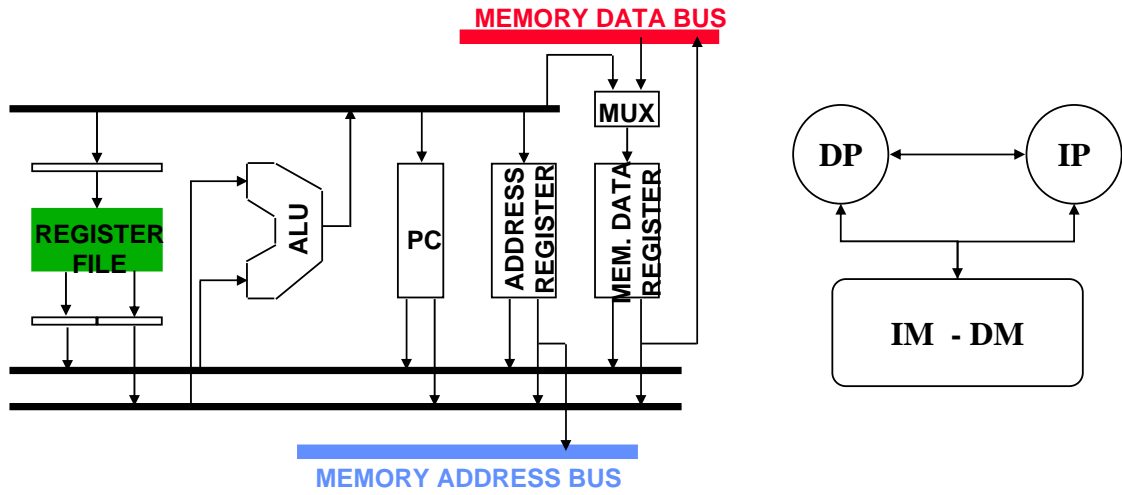 MEMORY DATA BUS
MUX
DP
IP
REGISTER
FILE
ALU
PC
ADDRESS
REGISTER
MEM. DATA
REGISTER
IM - DM
MEMORY ADDRESS BUS